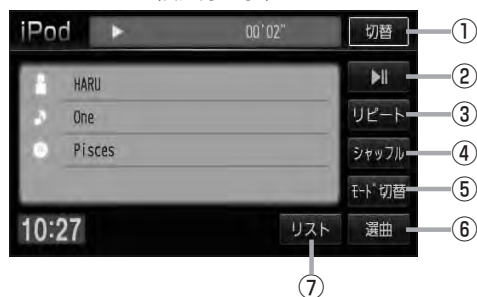 iPod 00'02" 切替 ①
▶II ②
HARU
リピート ③
One
シャッフル ④
Pisces
ﾓｰﾄﾞ切替 ⑤
10:27 リスト 選曲 ⑥
⑦